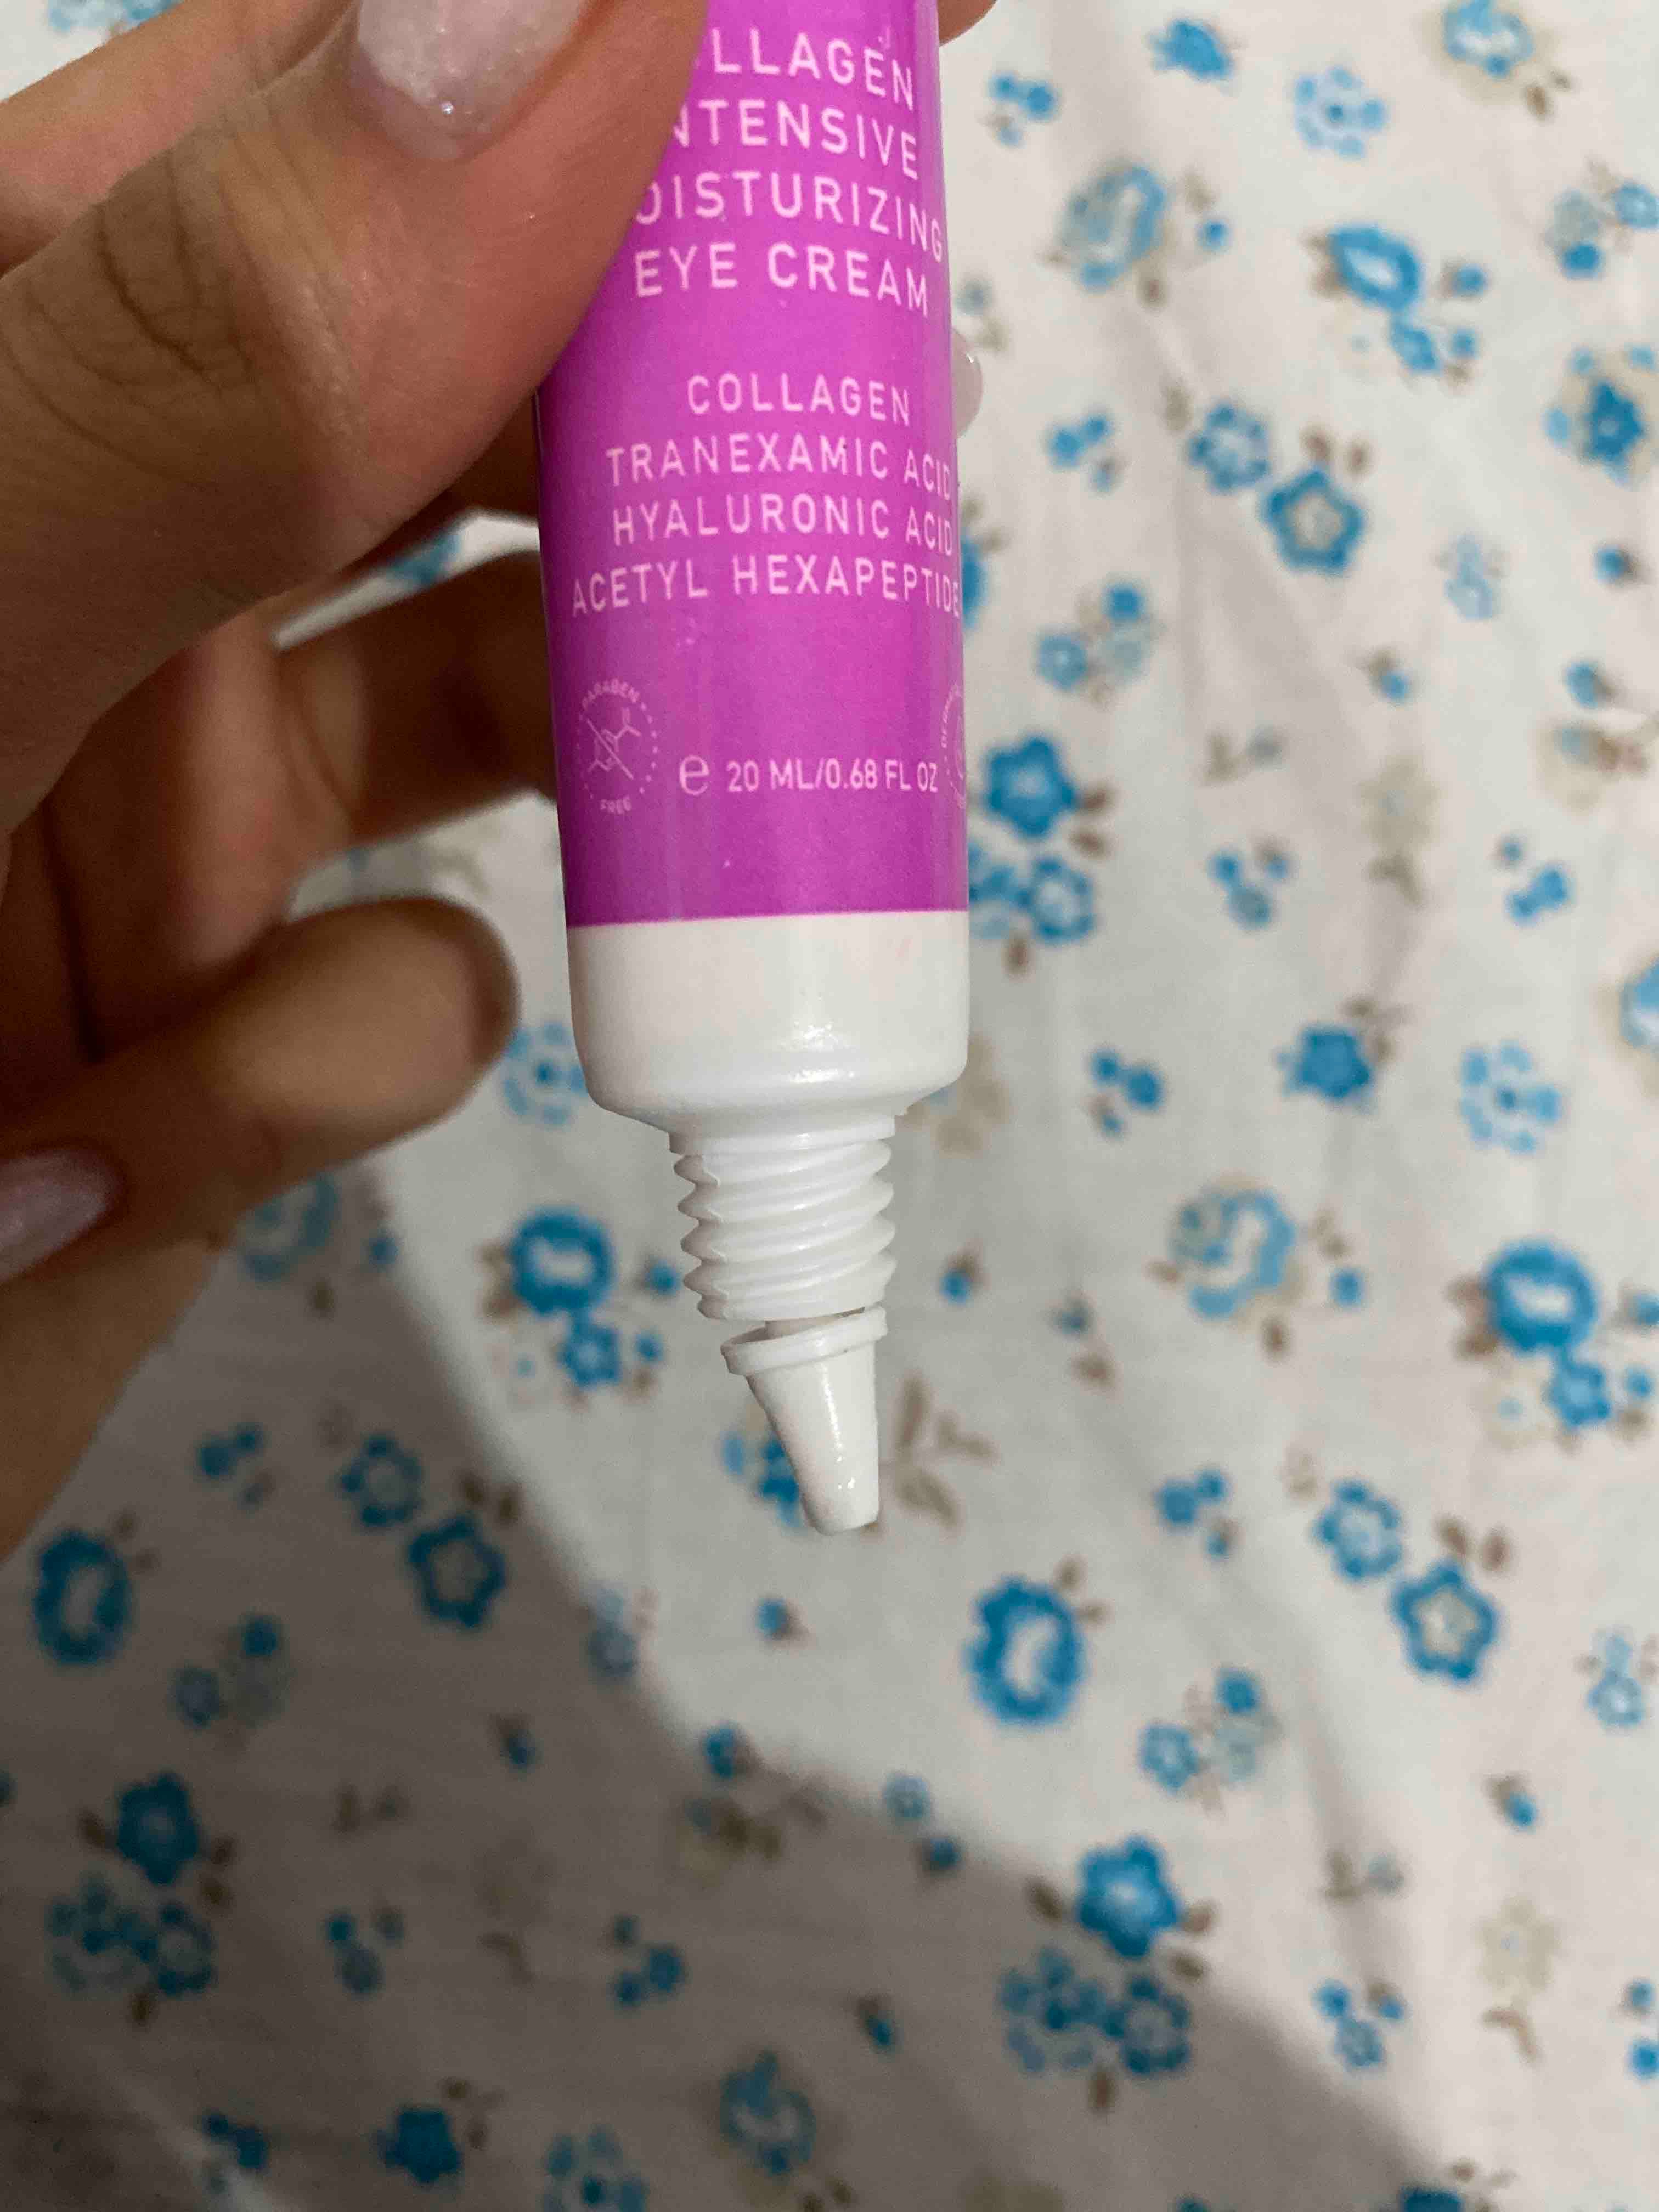 LLAGEN
NTENSIVE
OISTURIZING
EYE CREAM
COLLAGEN
TRANEXAMIC ACID
HYALURONIC ACID
ACETYL HEXAPEPTIDE
PARABEN
FREE
e 20 ML/0.68 FL OZ